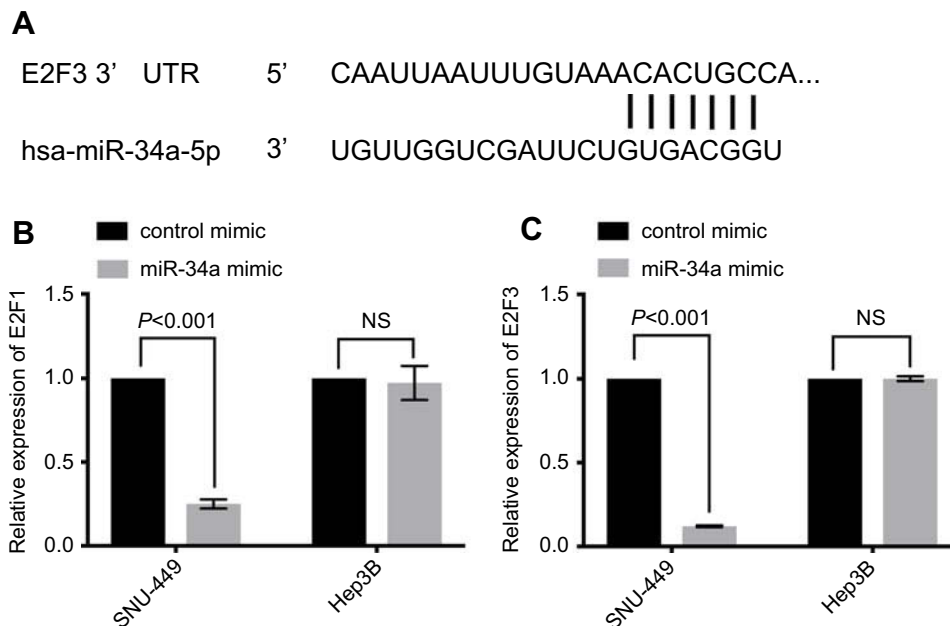 A
E2F3 3’ UTR 5’ CAAUUAAUUUGUAAACACUGCCA...
hsa-miR-34a-5p 3’ UGUUGGUCGAUUCUGUGACGGU
B
control mimic
miR-34a mimic
Relative expression of E2F1
1.5
1.0
0.5
0.0
P<0.001
NS
SNU-449
Hep3B
C
control mimic
miR-34a mimic
Relative expression of E2F3
1.5
1.0
0.5
0.0
P<0.001
NS
SNU-449
Hep3B